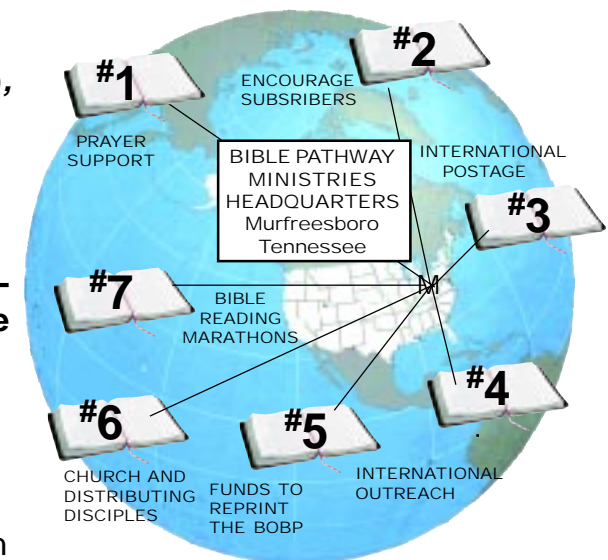 #1
PRAYER
SUPPORT
#2
ENCOURAGE
SUBSRIBERS
BIBLE PATHWAY
MINISTRIES
HEADQUARTERS
Murfreesboro
Tennessee
INTERNATIONAL
POSTAGE
#3
M
#7
BIBLE
READING
MARATHONS
#4
#6
CHURCH AND
DISTRIBUTING
DISCIPLES
#5
FUNDS TO
REPRINT
THE BOBP
INTERNATIONAL
OUTREACH